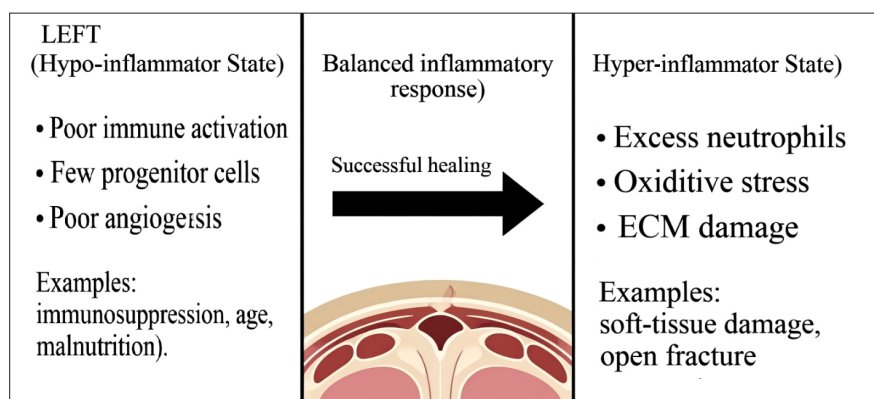 LEFT
(Hypo-inflammator State)
• Poor immune activation
• Few progenitor cells
• Poor angiogεısis
Examples:
immunosuppression, age,
malnutrition).
Balanced inflammatory
response)
Successful healing
Hyper-inflammator State)
• Excess neutrophils
• Oxiditive stress
• ECM damage
Examples:
soft-tissue damage,
open fracture